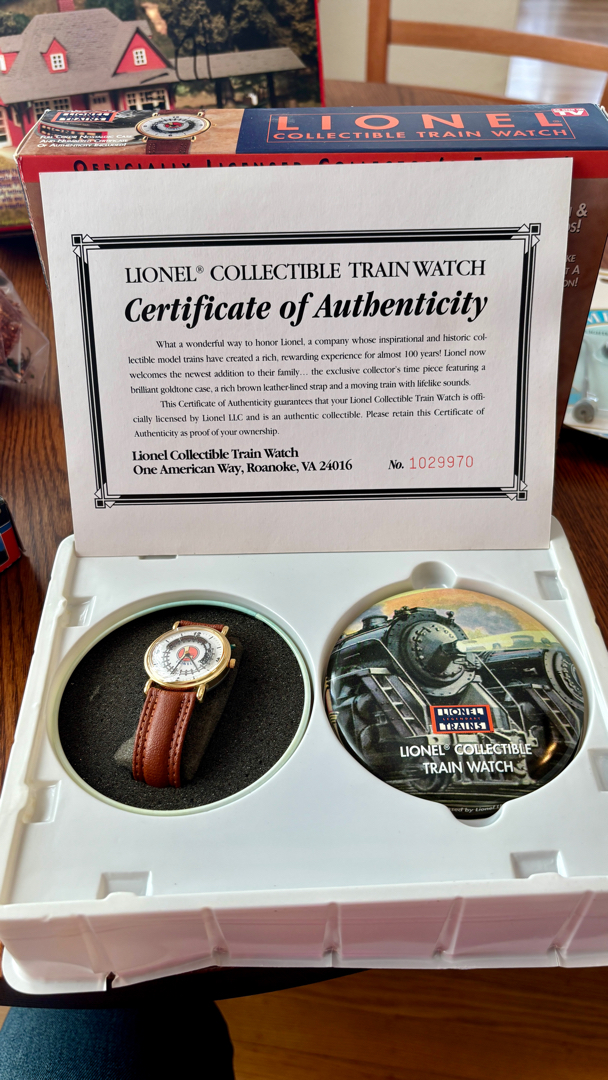 LIONEL
TRAINS
LIONEL
COLLECTIBLE TRAIN WATCH
&
LIONEL® COLLECTIBLE TRAIN WATCH
Certificate of Authenticity
What a wonderful way to honor Lionel, a company whose inspirational and historic col-
lectible model trains have created a rich, rewarding experience for almost 100 years! Lionel now
welcomes the newest addition to their family... the exclusive collector's time piece featuring a
brilliant goldtone case, a rich brown leather-lined strap and a moving train with lifelike sounds.
This Certificate of Authenticity guarantees that your Lionel Collectible Train Watch is offi-
cially licensed by Lionel LLC and is an authentic collectible. Please retain this Certificate of
Authenticity as proof of your ownership.
Lionel Collectible Train Watch
One American Way, Roanoke, VA 24016
No. 1029970
LIONEL
LEGENDARY
TRAINS
LIONEL® COLLECTIBLE
TRAIN WATCH